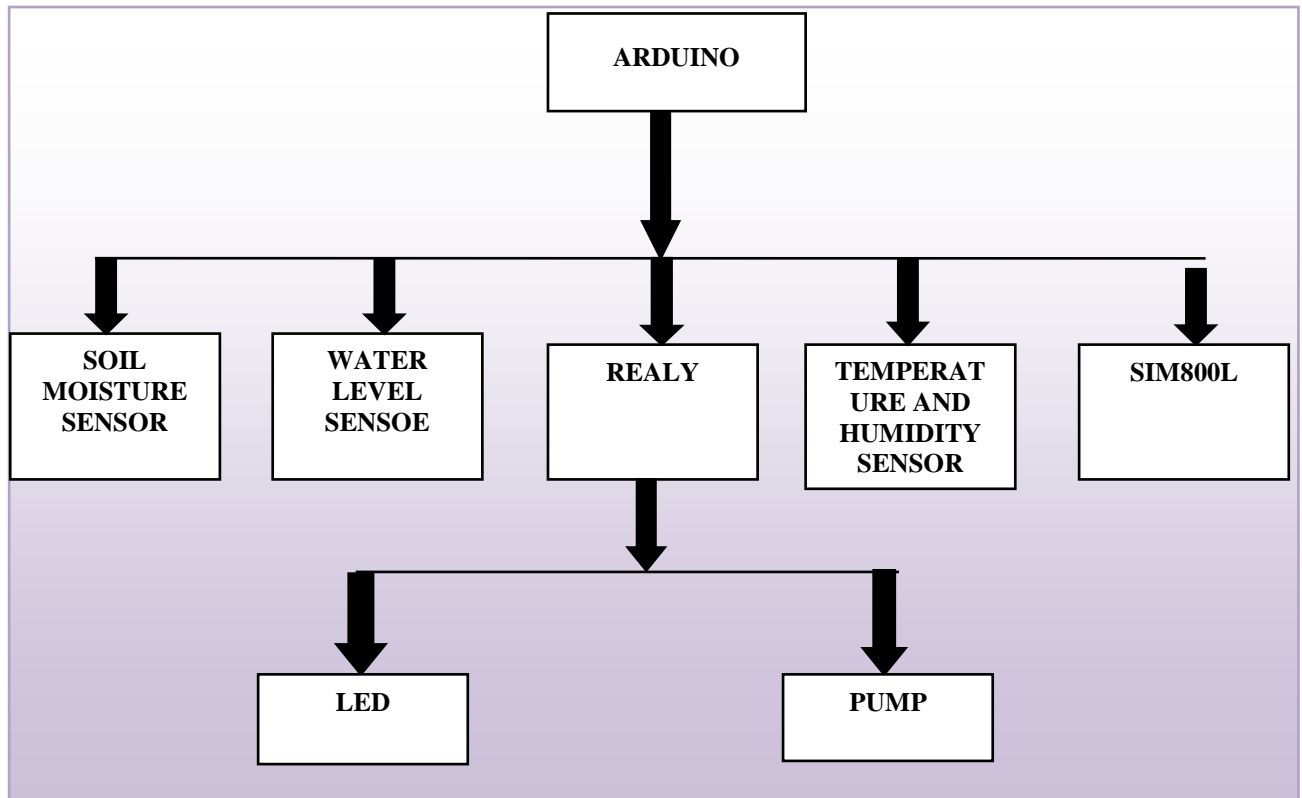 ARDUINO
SOIL
MOISTURE
SENSOR
WATER
LEVEL
SENSOE
REALY
TEMPERAT
URE AND
HUMIDITY
SENSOR
SIM800L
LED
PUMP